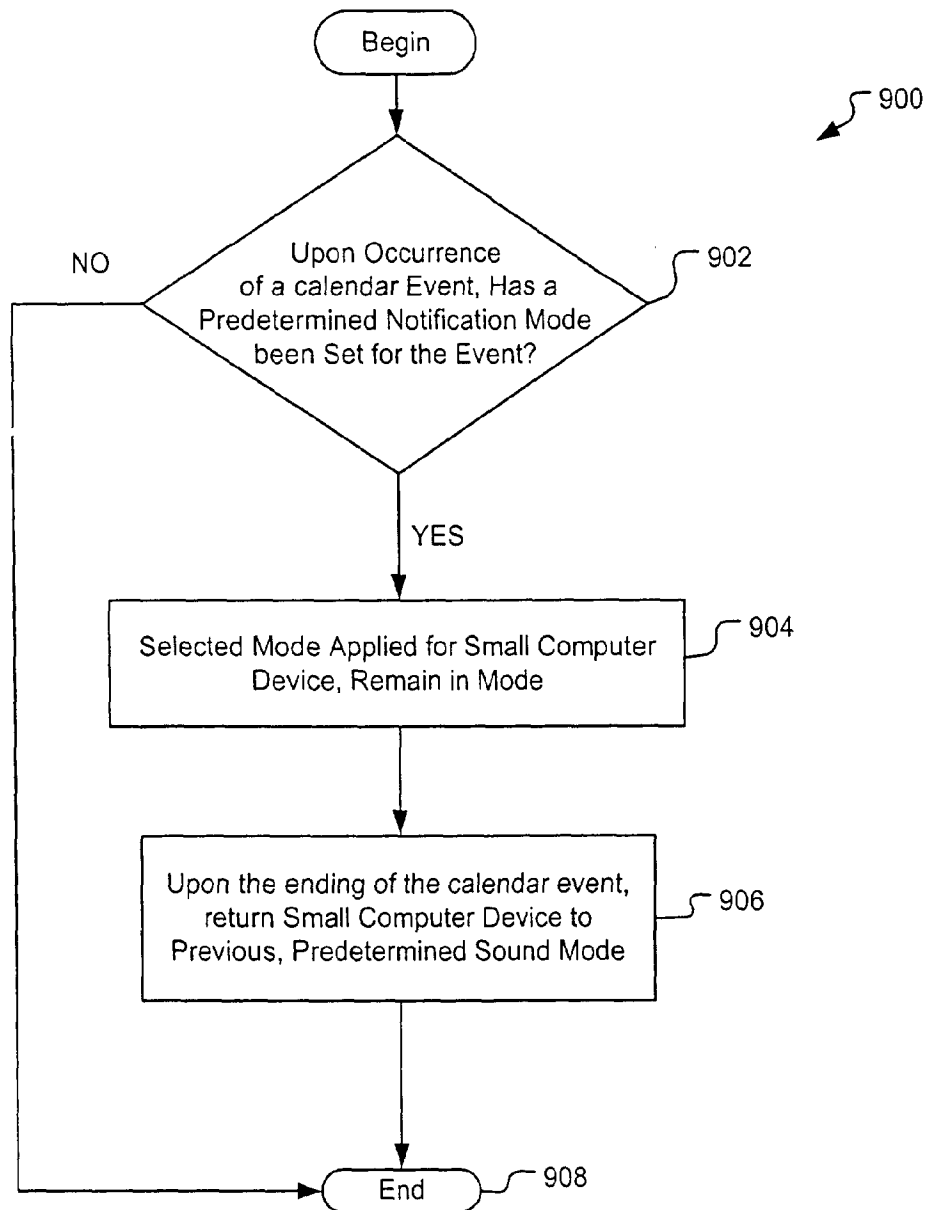 Begin
900
NO
Upon Occurrence
of a calendar Event, Has a
Predetermined Notification Mode
been Set for the Event?
902
YES
Selected Mode Applied for Small Computer
Device, Remain in Mode
904
Upon the ending of the calendar event,
return Small Computer Device to
Previous, Predetermined Sound Mode
906
End
908